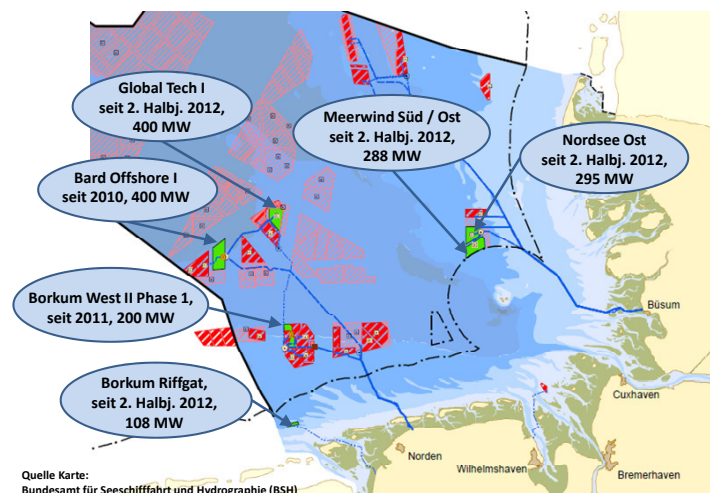 Global Tech I
seit 2. Halbj. 2012,
400 MW
Meerwind Süd / Ost
seit 2. Halbj. 2012,
288 MW
Nordsee Ost
seit 2. Halbj. 2012,
295 MW
Bard Offshore I
seit 2010, 400 MW
Borkum West II Phase 1,
seit 2011, 200 MW
Büsum
Borkum Riffgat,
seit 2. Halbj. 2012,
108 MW
Cuxhaven
Norden
Wilhelmshaven
Bremerhaven
Quelle Karte:
Bundesamt für Seeschifffahrt und Hydrographie (BSH)